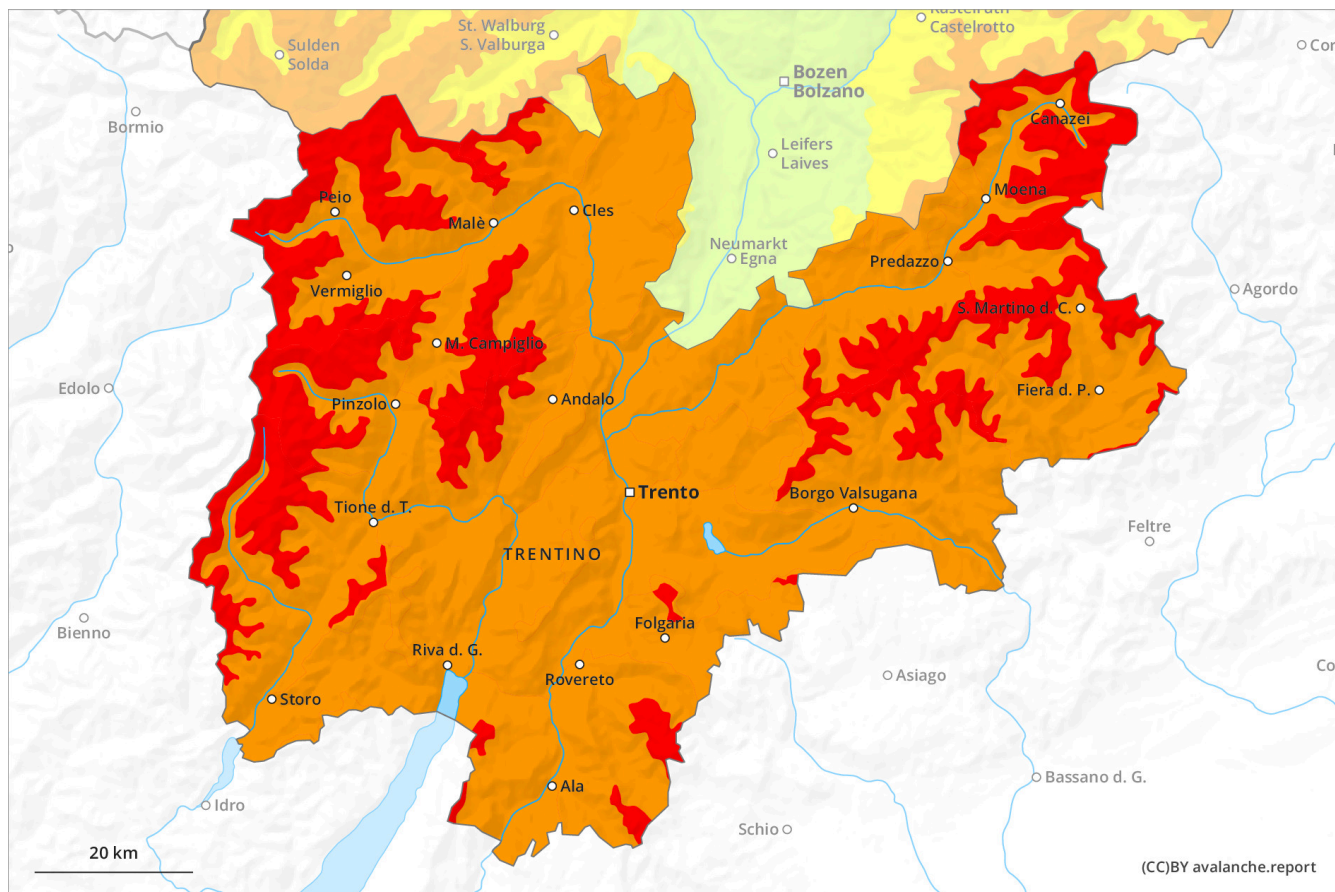 Kastelruth
Castelrotto
St. Walburg
S. Valburga
Sulden
Solda
Cor
Bozen
Bolzano
Bormio
Canazei
Leifers
Laives
Peio
Moena
Malè
Cles
Neumarkt
Egna
Predazzo
Vermiglio
Agordo
S. Martino d. C.
M. Campiglio
Edolo
Pinzolo
Andalo
Fiera d. P.
Trento
Borgo Valsugana
Tione d. T.
Feltre
TRENTINO
Bienno
Folgaria
Riva d. G.
Rovereto
Asiago
Co
Storo
Bassano d. G.
Ala
Idro
Schio
20 km
(CC)BY avalanche.report